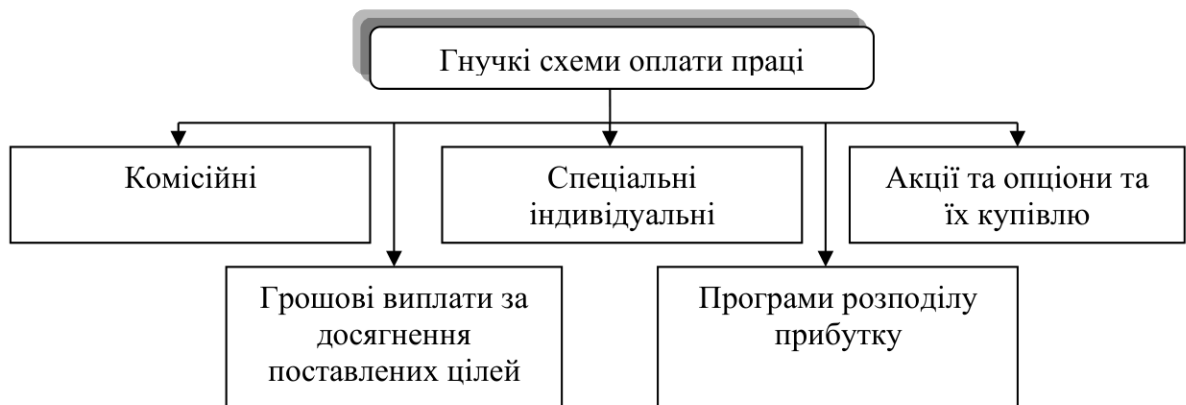 Гнучкі схеми оплати праці
Комісійні
Спеціальні
індивідуальні
Акції та опціони та
їх купівлю
Грошові виплати за
досягнення
поставлених цілей
Програми розподілу
прибутку